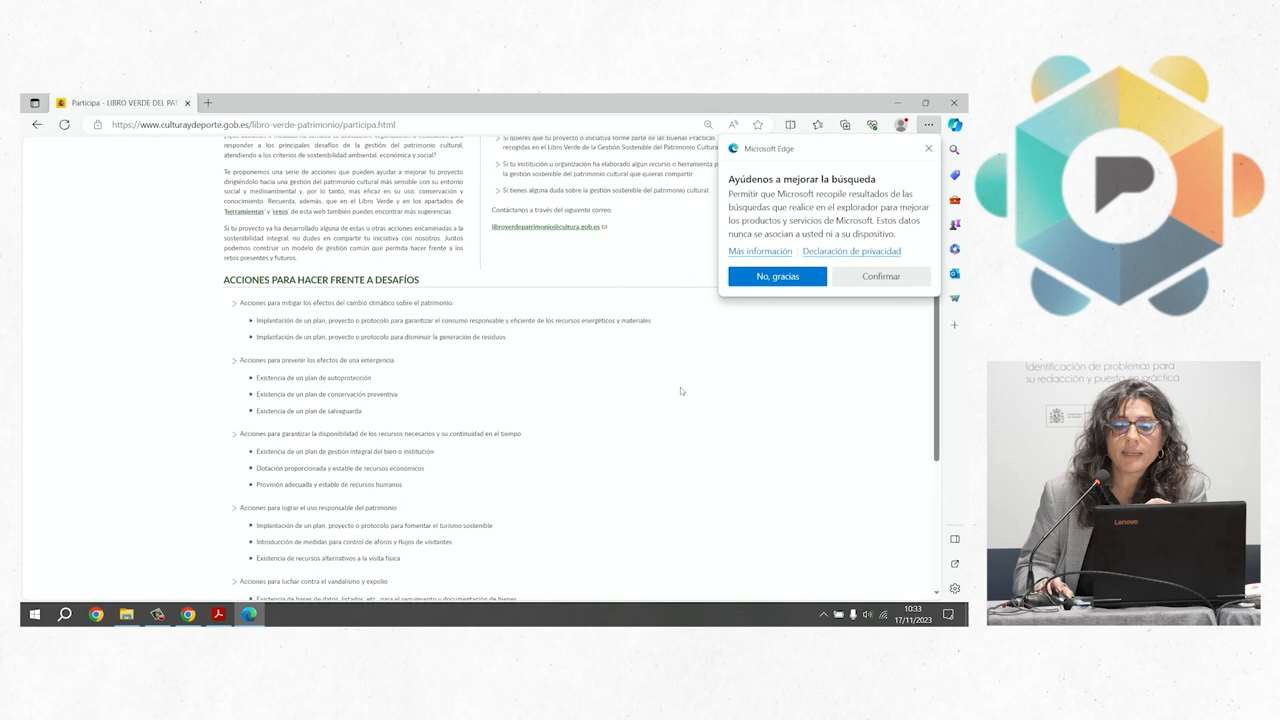 Participa - LIBRO VERDE DEL PAT
https://www.culturaydeporte.gob.es/libro-verde-patrimonio/participa.html
responder a los principales desafíos de la gestión del patrimonio cultural,
atendiendo a los criterios de sostenibilidad ambiental, económica y social?
Te proponemos una serie de acciones que pueden ayudar a mejorar tu proyecto
dirigiéndolo hacia una gestión del patrimonio cultural más sensible con su entorno
social y medioambiental y, por lo tanto, más eficaz en su uso, conservación y
conocimiento. Recuerda, además, que en el Libro Verde y en los apartados de
'herramientas' y 'retos' de esta web también puedes encontrar más sugerencias.
Si tu proyecto ya ha desarrollado alguna de estas u otras acciones encaminadas a la
sostenibilidad integral, no dudes en compartir tu iniciativa con nosotros. Juntos
podemos construir un modelo de gestión común que permita hacer frente a los
retos presentes y futuros.
Si quieres que tu proyecto o iniciativa forme parte de las Buenas Prácticas
recogidas en el Libro Verde de la Gestión Sostenible del Patrimonio Cultura
Si tu institución u organización ha elaborado algún recurso o herramienta p
la gestión sostenible del patrimonio cultural que quieras compartir.
Si tienes alguna duda sobre la gestión sostenible del patrimonio cultural.
Contáctanos a través del siguiente correo:
libroverdepatrimonio@cultura.gob.es
Microsoft Edge
Ayúdenos a mejorar la búsqueda
Permitir que Microsoft recopile resultados de las
búsquedas que realice en el explorador para mejorar
los productos y servicios de Microsoft. Estos datos
nunca se asocian a usted ni a su dispositivo.
Más información | Declaración de privacidad
No, gracias
Confirmar
ACCIONES PARA HACER FRENTE A DESAFÍOS
Acciones para mitigar los efectos del cambio climático sobre el patrimonio:
Implantación de un plan, proyecto o protocolo para garantizar el consumo responsable y eficiente de los recursos energéticos y materiales
Implantación de un plan, proyecto o protocolo para disminuir la generación de residuos
Acciones para prevenir los efectos de una emergencia
Existencia de un plan de autoprotección
Existencia de un plan de conservación preventiva
Existencia de un plan de salvaguarda
Acciones para garantizar la disponibilidad de los recursos necesarios y su continuidad en el tiempo
Existencia de un plan de gestión integral del bien o institución
Dotación proporcionada y estable de recursos económicos
Provisión adecuada y estable de recursos humanos
Acciones para lograr el uso responsable del patrimonio
Implantación de un plan, proyecto o protocolo para fomentar el turismo sostenible
Introducción de medidas para control de aforos y flujos de visitantes
Existencia de recursos alternativos a la visita física
Acciones para luchar contra el vandalismo y expolio
Existencia de bases de datos, listados, etc. para el seguimiento y documentación de bienes
10:33
17/11/2023
Identificación de problemas para
su redacción y puesta en práctica
Lenovo